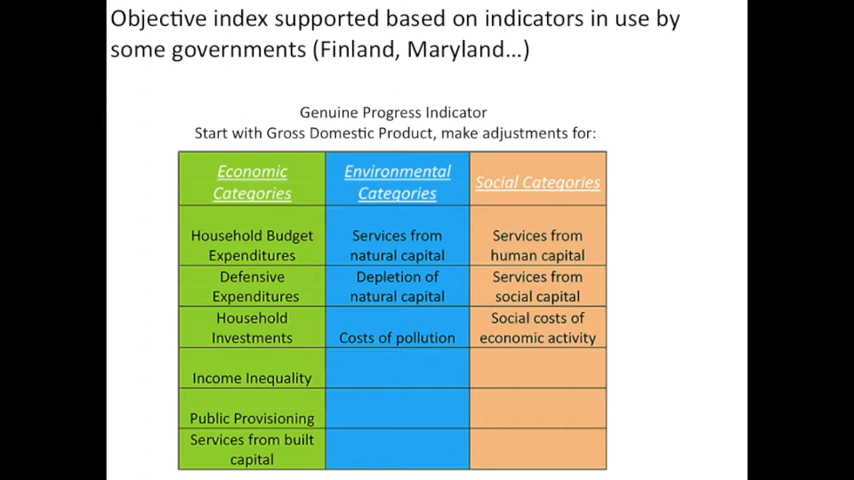 Objective index supported based on indicators in use by
some governments (Finland, Maryland...)
Genuine Progress Indicator
Start with Gross Domestic Product, make adjustments for:
Economic
Categories
Environmental
Categories
Social Categories
Household Budget
Expenditures
Services from
natural capital
Services from
human capital
Defensive
Expenditures
Depletion of
natural capital
Services from
social capital
Household
Investments
Costs of pollution
Social costs of
economic activity
Income Inequality
Public Provisioning
Services from built
capital